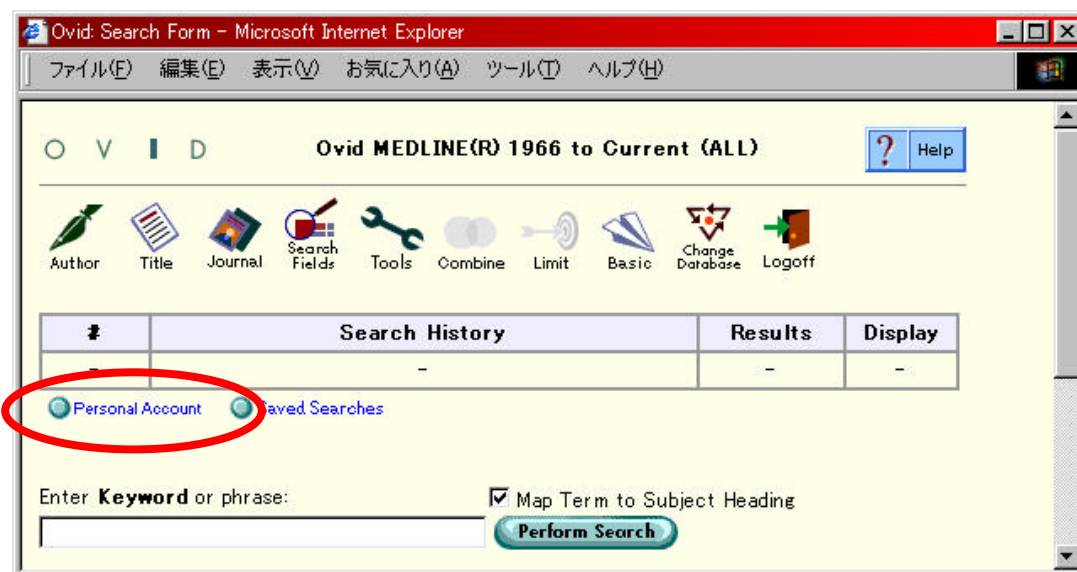 Ovid: Search Form - Microsoft Internet Explorer
ファイル(F) 編集(E) 表示(V) お気に入り(A) ツール(T) ヘルプ(H)
O V I D Ovid MEDLINE(R) 1966 to Current (ALL) ? Help
Author Title Journal Search Fields Tools Combine Limit Basic Change Database Logoff
# Search History Results Display
- - - -
Personal Account Saved Searches
Enter Keyword or phrase: Map Term to Subject Heading
Perform Search